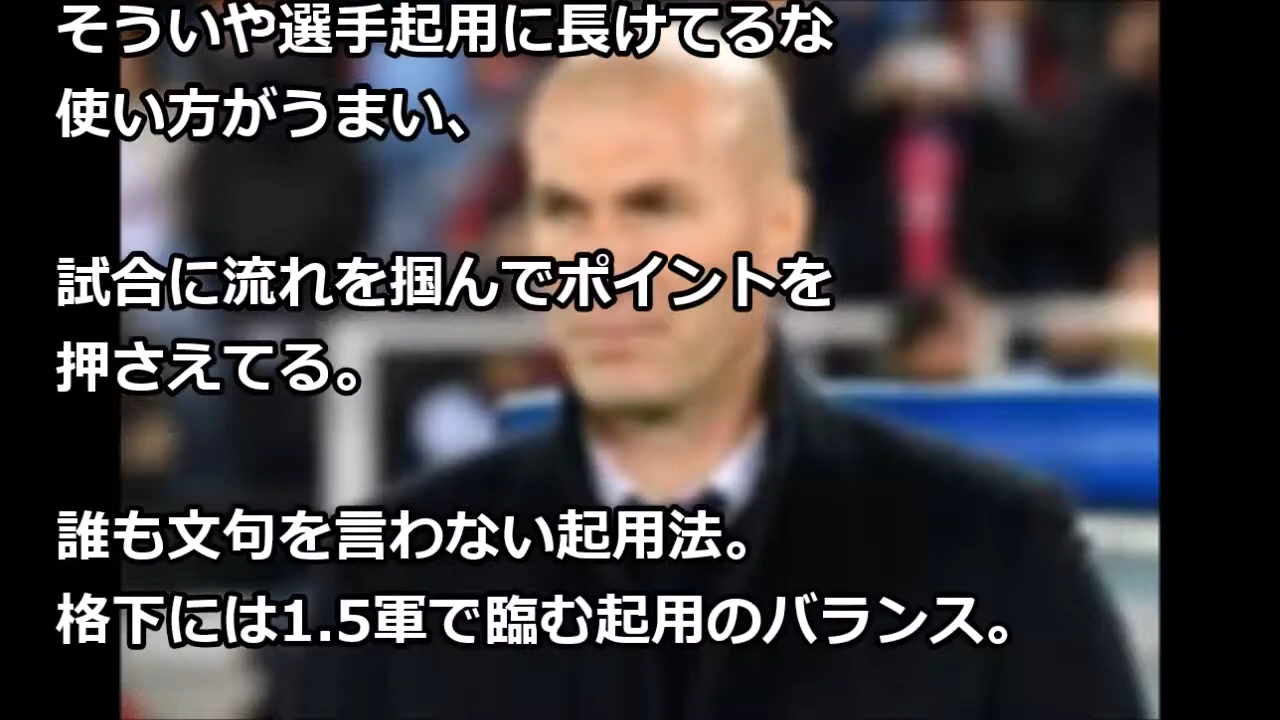 そういや選手起用に長けてるな
使い方がうまい、
試合に流れを掴んでポイントを
押さえてる。
誰も文句を言わない起用法。
格下には1.5軍で臨む起用のバランス。